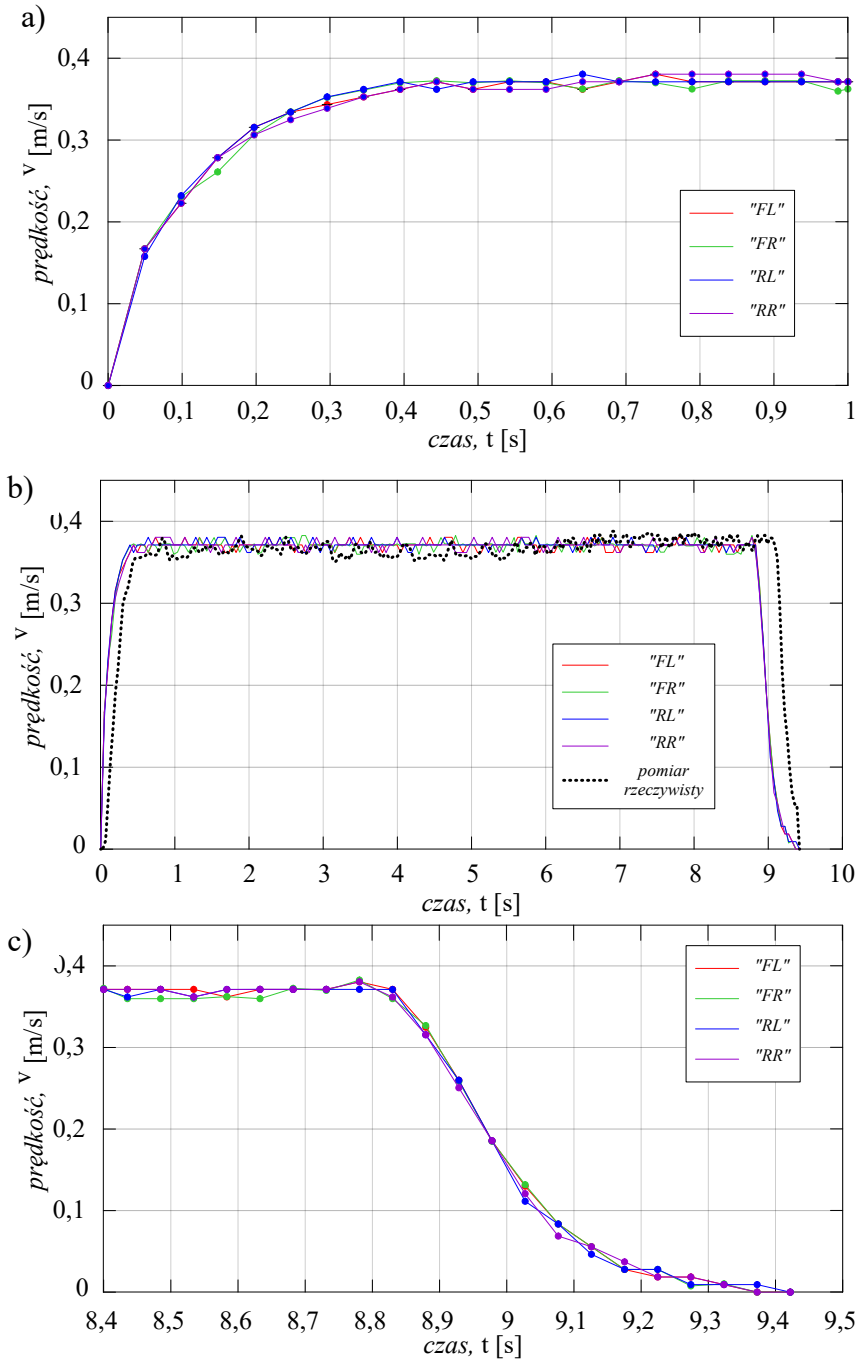 a)
0,4
0,3
0,2
0,1
0
prędkość, v [m/s]
"FL"
"FR"
"RL"
"RR"
0 0,1 0,2 0,3 0,4 0,5 0,6 0,7 0,8 0,9 1
czas, t [s]
b)
0,4
0,3
0,2
0,1
0
prędkość, v [m/s]
"FL"
"FR"
"RL"
"RR"
pomiar
rzeczywisty
0 1 2 3 4 5 6 7 8 9 10
czas, t [s]
c)
0,4
0,3
0,2
0,1
0
prędkość, v [m/s]
"FL"
"FR"
"RL"
"RR"
8,4 8,5 8,6 8,7 8,8 8,9 9 9,1 9,2 9,3 9,4 9,5
czas, t [s]